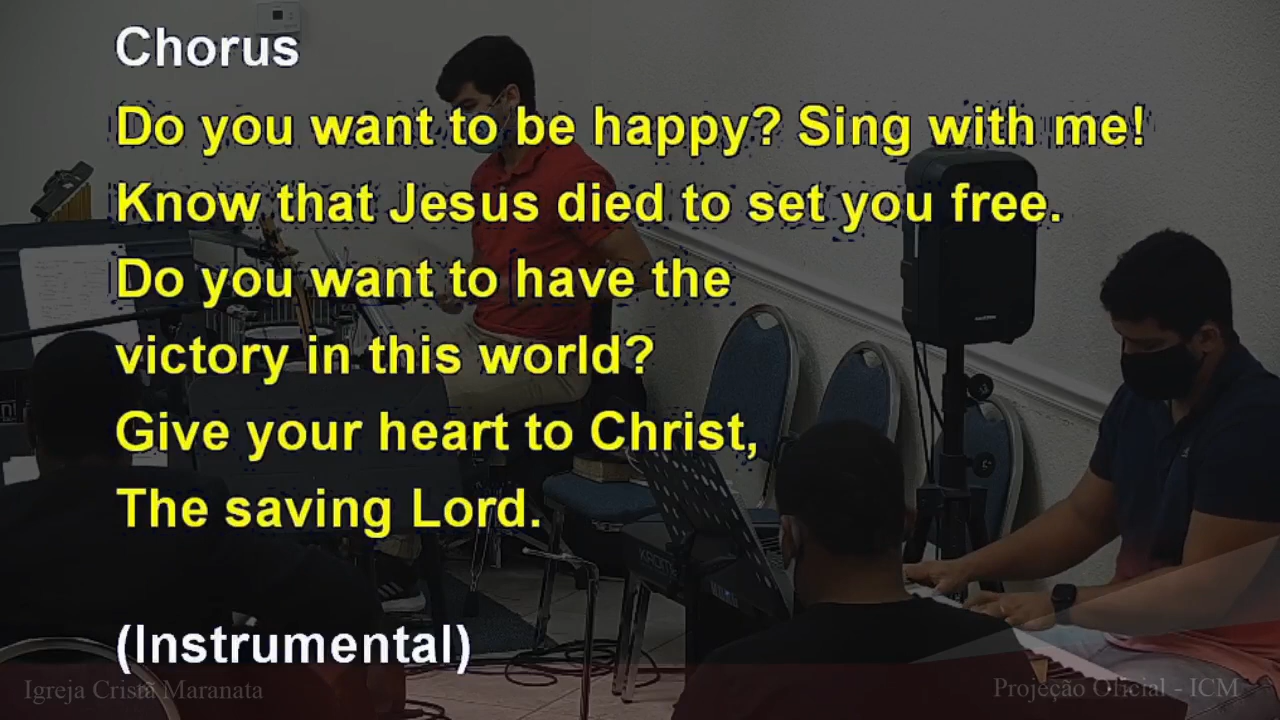 Chorus
Do you want to be happy? Sing with me!
Know that Jesus died to set you free.
Do you want to have the
victory in this world?
Give your heart to Christ,
The saving Lord.
(Instrumental)
Igreja Cristã Maranata
Projeção Oficial - ICM